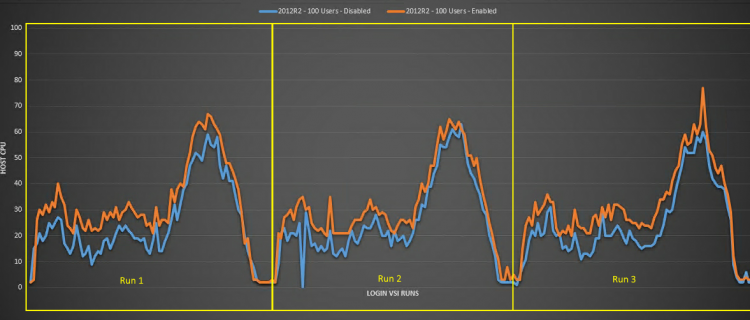 2012R2 - 100 Users - Disabled 2012R2 - 100 Users - Enabled
100
90
80
70
60
50
40
30
20
10
0
HOST CPU
Run 1 Run 2 Run 3
LOGIN VSI RUNS